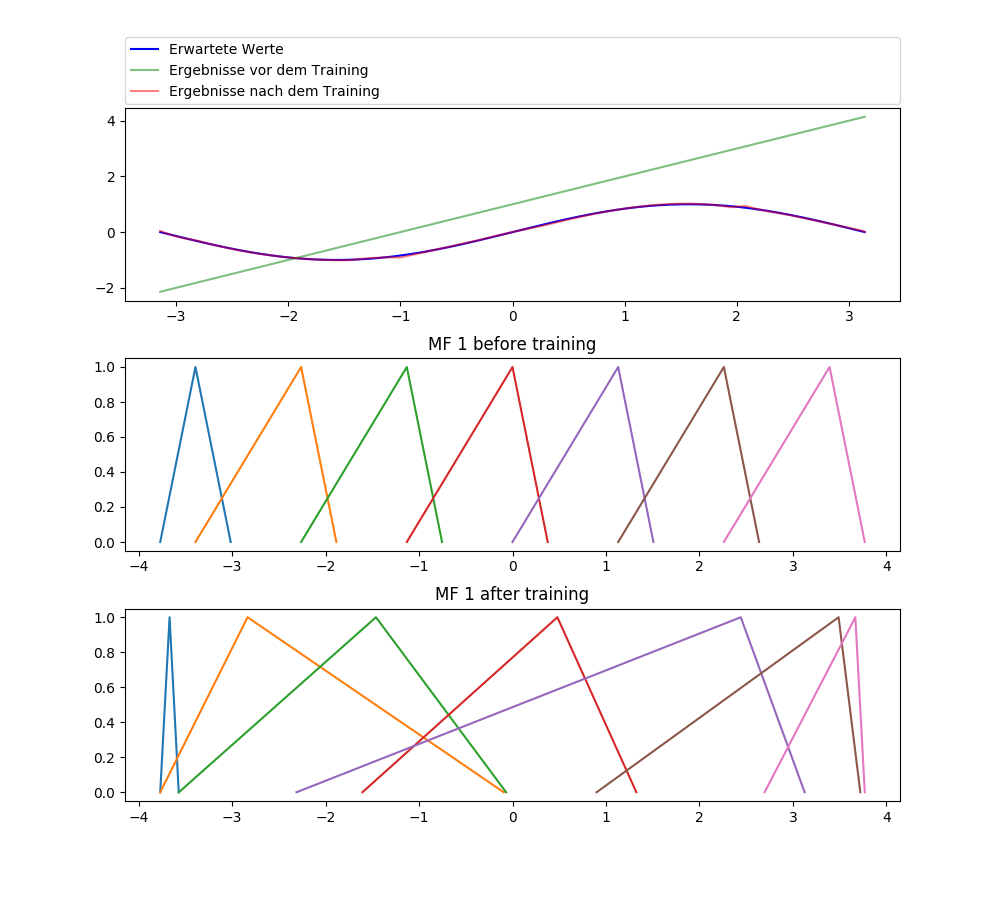 Erwartete Werte
Ergebnisse vor dem Training
Ergebnisse nach dem Training
4
2
0
−2
−3 −2 −1 0 1 2 3
MF 1 before training
1.0
0.8
0.6
0.4
0.2
0.0
−4 −3 −2 −1 0 1 2 3 4
MF 1 after training
1.0
0.8
0.6
0.4
0.2
0.0
−4 −3 −2 −1 0 1 2 3 4